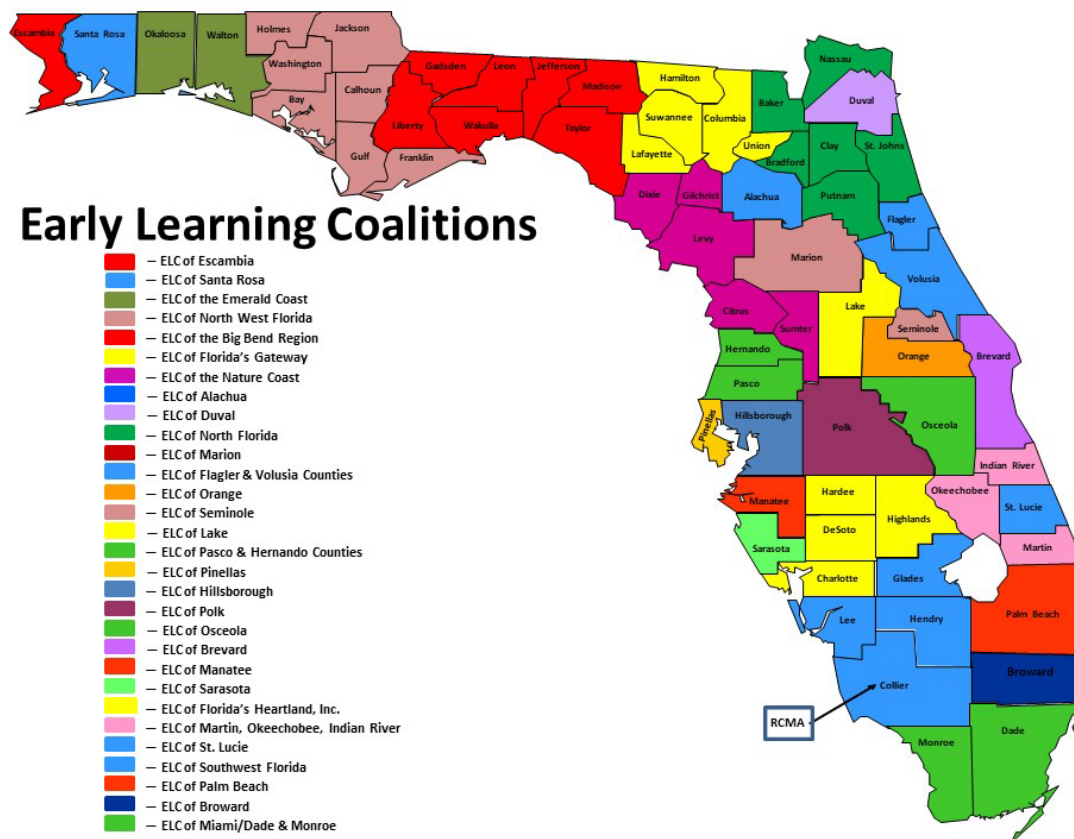 Escambia
Santa Rosa
Okaloosa
Walton
Holmes
Jackson
Washington
Bay
Calhoun
Gulf
Franklin
Gadsden
Leon
Jefferson
Madison
Liberty
Wakulla
Taylor
Hamilton
Suwannee
Columbia
Lafayette
Union
Baker
Nassau
Duval
Bradford
Clay
St. Johns
Putnam
Dixie
Gilchrist
Alachua
Levy
Marion
Flagler
Volusia
Citrus
Sumter
Lake
Seminole
Orange
Brevard
Hernando
Pasco
Pinellas
Hillsborough
Polk
Osceola
Indian River
Manatee
Hardee
Highlands
Okeechobee
St. Lucie
DeSoto
Sarasota
Martin
Charlotte
Glades
Lee
Hendry
Palm Beach
Collier
Broward
RCMA
Monroe
Dade
Early Learning Coalitions
– ELC of Escambia
– ELC of Santa Rosa
– ELC of the Emerald Coast
– ELC of North West Florida
– ELC of the Big Bend Region
– ELC of Florida's Gateway
– ELC of the Nature Coast
– ELC of Alachua
– ELC of Duval
– ELC of North Florida
– ELC of Marion
– ELC of Flagler & Volusia Counties
– ELC of Orange
– ELC of Seminole
– ELC of Lake
– ELC of Pasco & Hernando Counties
– ELC of Pinellas
– ELC of Hillsborough
– ELC of Polk
– ELC of Osceola
– ELC of Brevard
– ELC of Manatee
– ELC of Sarasota
– ELC of Florida's Heartland, Inc.
– ELC of Martin, Okeechobee, Indian River
– ELC of St. Lucie
– ELC of Southwest Florida
– ELC of Palm Beach
– ELC of Broward
– ELC of Miami/Dade & Monroe